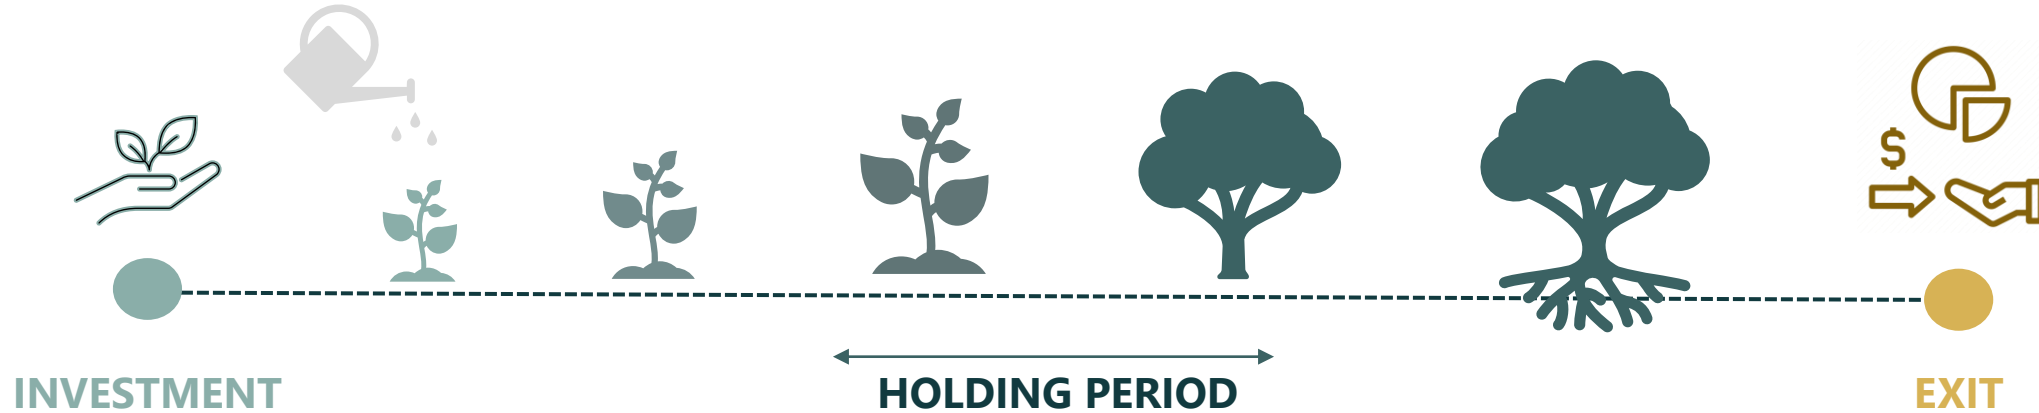 $
INVESTMENT
HOLDING PERIOD
EXIT